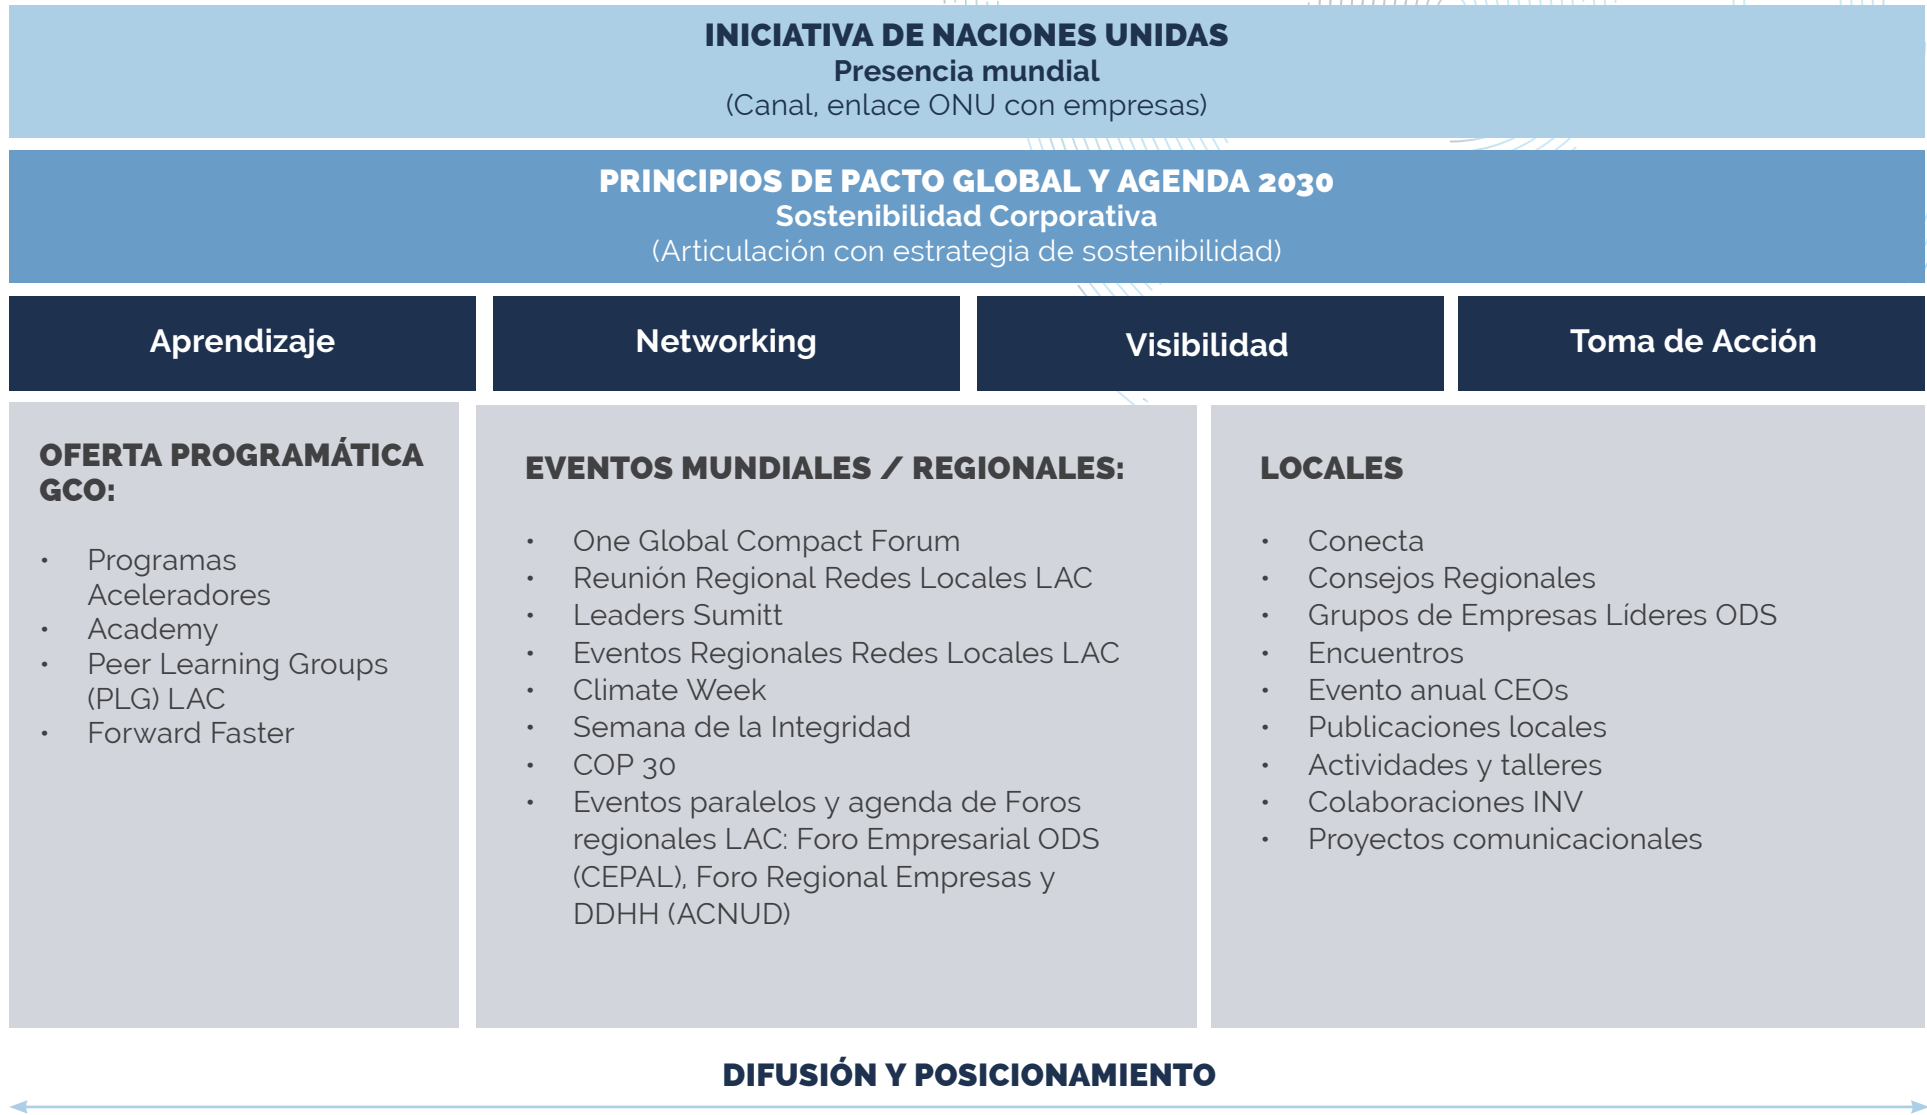 INICIATIVA DE NACIONES UNIDAS
Presencia mundial
(Canal, enlace ONU con empresas)
PRINCIPIOS DE PACTO GLOBAL Y AGENDA 2030
Sostenibilidad Corporativa
(Articulación con estrategia de sostenibilidad)
Aprendizaje
Networking
Visibilidad
Toma de Acción
OFERTA PROGRAMÁTICA
GCO:
• Programas
Aceleradores
• Academy
• Peer Learning Groups
(PLG) LAC
• Forward Faster
EVENTOS MUNDIALES / REGIONALES:
• One Global Compact Forum
• Reunión Regional Redes Locales LAC
• Leaders Sumitt
• Eventos Regionales Redes Locales LAC
• Climate Week
• Semana de la Integridad
• COP 30
• Eventos paralelos y agenda de Foros
regionales LAC: Foro Empresarial ODS
(CEPAL), Foro Regional Empresas y
DDHH (ACNUD)
LOCALES
• Conecta
• Consejos Regionales
• Grupos de Empresas Líderes ODS
• Encuentros
• Evento anual CEOs
• Publicaciones locales
• Actividades y talleres
• Colaboraciones INV
• Proyectos comunicacionales
DIFUSIÓN Y POSICIONAMIENTO